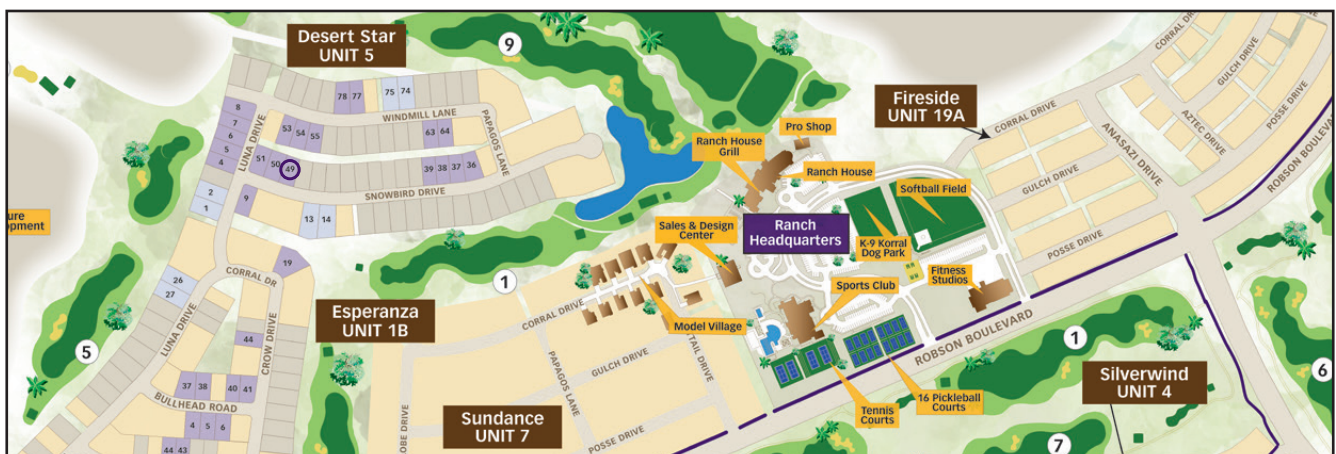 Desert Star
UNIT 5
9
78 77
75 74
WINDMILL LANE
8
7
6
5
4
LUNA DRIVE
53 54 55
63 64
PAPAGOS LANE
51 50 49
39 38 37 36
SNOWBIRD DRIVE
2
1
9
13 14
19
CORRAL DR
26
27
LUNA DRIVE
CROW DRIVE
44
37 38
40 41
BULLHEAD ROAD
4 5 6
44 43
5
ure
opment
Esperanza
UNIT 1B
1
CORRAL DRIVE
Model Village
GULCH DRIVE
PAPAGOS LANE
TAIL DRIVE
OBE DRIVE
POSSE DRIVE
Sundance
UNIT 7
Pro Shop
Ranch House
Grill
Ranch House
Ranch
Headquarters
Sales & Design
Center
Softball Field
K-9 Korral
Dog Park
Sports Club
Fitness
Studios
Tennis
Courts
16 Pickleball
Courts
ROBSON BOULEVARD
Fireside
UNIT 19A
CORRAL DRIVE
GULCH DRIVE
POSSE DRIVE
ANASAZI DRIVE
CORRAL DRIVE
GULCH DRIVE
AZTEC DRIVE
POSSE DRIVE
ROBSON BOULEVA
1
Silverwind
UNIT 4
6
7